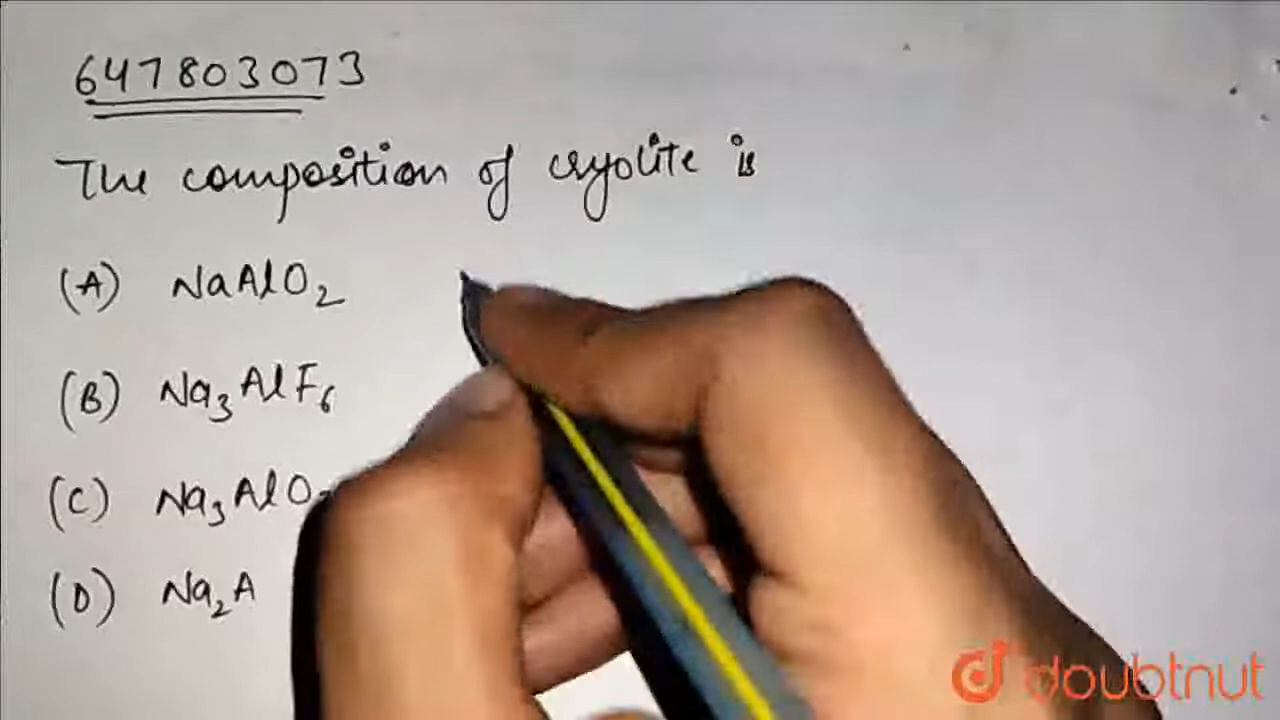 647803073
The composition of cryolite is
(A) NaAlO₂
(B) Na₃AlF₆
(C) Na₃AlO
(D) Na₂A
doubtnut